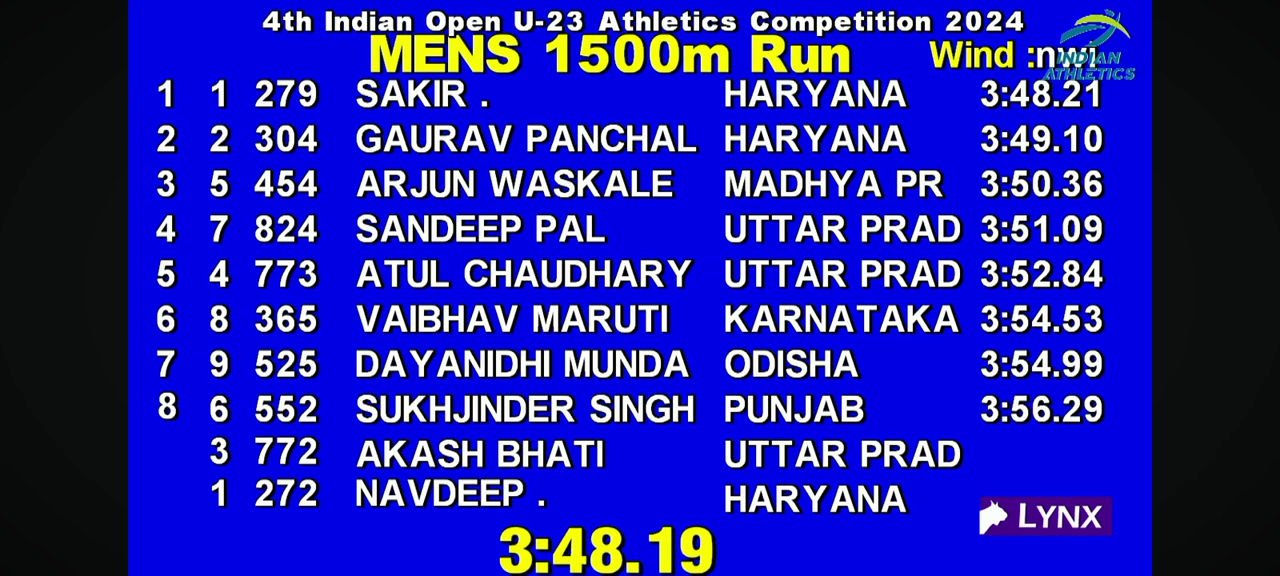 4th Indian Open U-23 Athletics Competition 2024
MENS 1500m Run Wind :nwi
INDIAN
ATHLETICS
1 1 279 SAKIR . HARYANA 3:48.21
2 2 304 GAURAV PANCHAL HARYANA 3:49.10
3 5 454 ARJUN WASKALE MADHYA PR 3:50.36
4 7 824 SANDEEP PAL UTTAR PRAD 3:51.09
5 4 773 ATUL CHAUDHARY UTTAR PRAD 3:52.84
6 8 365 VAIBHAV MARUTI KARNATAKA 3:54.53
7 9 525 DAYANIDHI MUNDA ODISHA 3:54.99
8 6 552 SUKHJINDER SINGH PUNJAB 3:56.29
3 772 AKASH BHATI UTTAR PRAD
1 272 NAVDEEP . HARYANA
LYNX
3:48.19